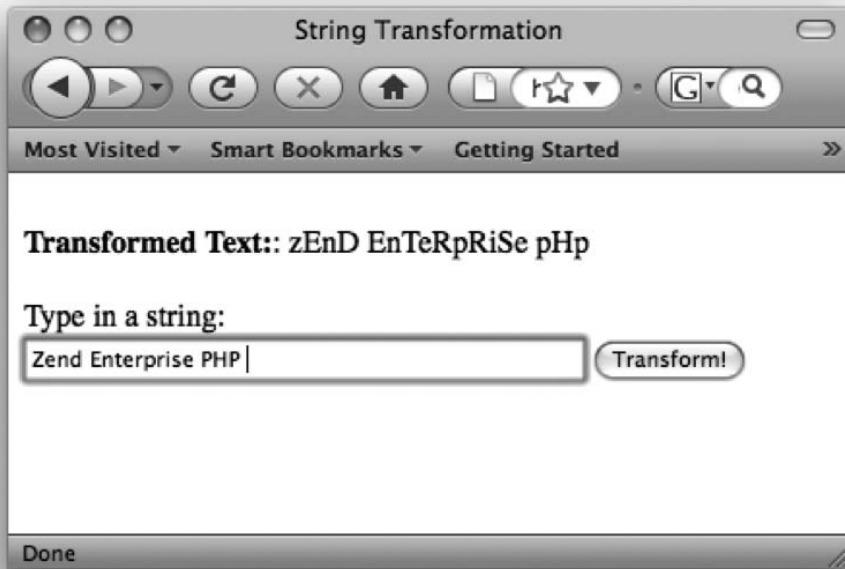 String Transformation
G
Most Visited Smart Bookmarks Getting Started »
Transformed Text:: zEnD EnTeRpRiSe pHp
Type in a string:
Zend Enterprise PHP Transform!
Done